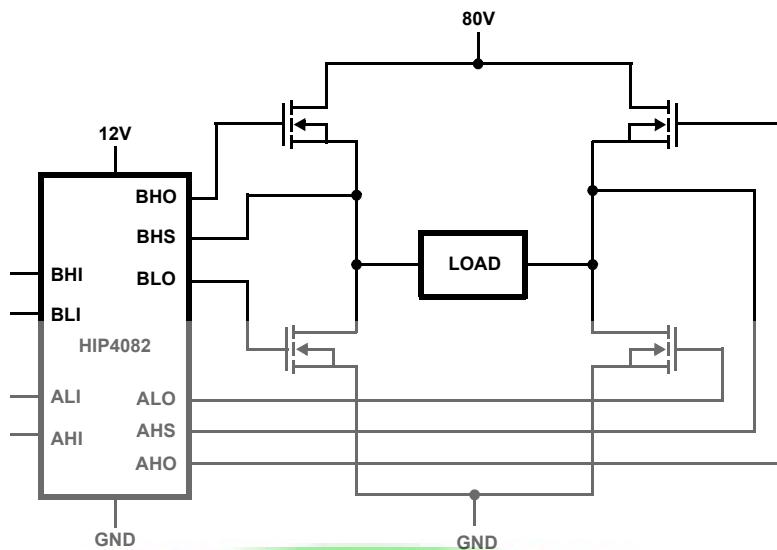 80V
12V
BHO
BHS
BLO
BHI
BLI
HIP4082
ALI
AHI
ALO
AHS
AHO
LOAD
GND
GND